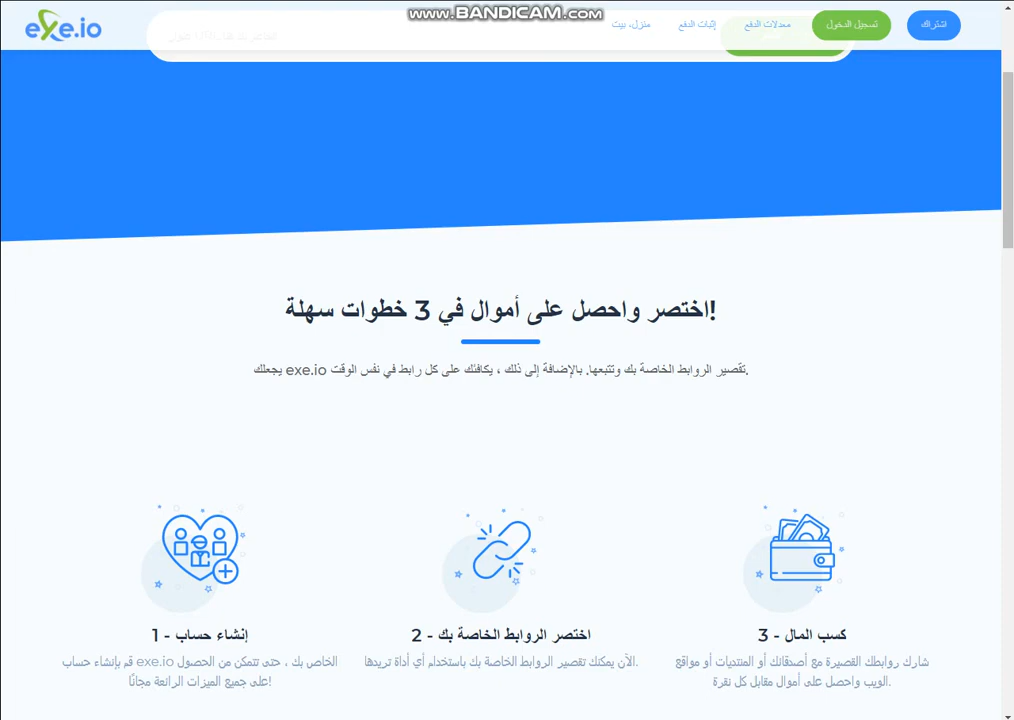 www.BANDICAM.com
exe.io
منزل، بيت
إثبات الدفع
معدلات الدفع
تسجيل الدخول
اشتراك
اختصر واحصل على أموال في 3 خطوات سهلة!
يجعلك exe.io تقصير الروابط الخاصة بك وتتبعها. بالإضافة إلى ذلك ، يكافئك على كل رابط في نفس الوقت.
1 - إنشاء حساب
قم بإنشاء حساب exe.io الخاص بك ، حتى تتمكن من الحصول
على جميع الميزات الرائعة مجانًا!
2 - اختصر الروابط الخاصة بك
الآن يمكنك تقصير الروابط الخاصة بك باستخدام أي أداة تريدها.
3 - كسب المال
شارك روابطك القصيرة مع أصدقائك أو المنتديات أو مواقع
الويب واحصل على أموال مقابل كل نقرة.